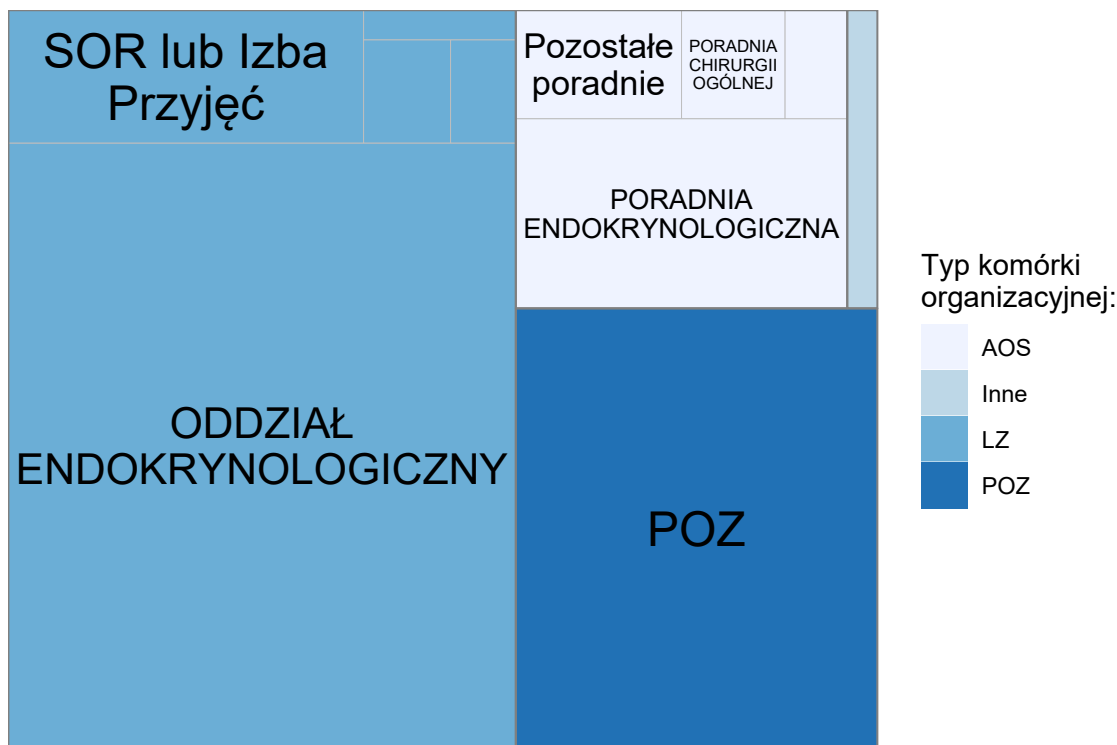 SOR lub Izba
Przyjęć
Pozostałe
poradnie
PORADNIA
CHIRURGII
OGÓLNEJ
PORADNIA
ENDOKRYNOLOGICZNA
ODDZIAŁ
ENDOKRYNOLOGICZNY
POZ
Typ komórki
organizacyjnej:
AOS
Inne
LZ
POZ